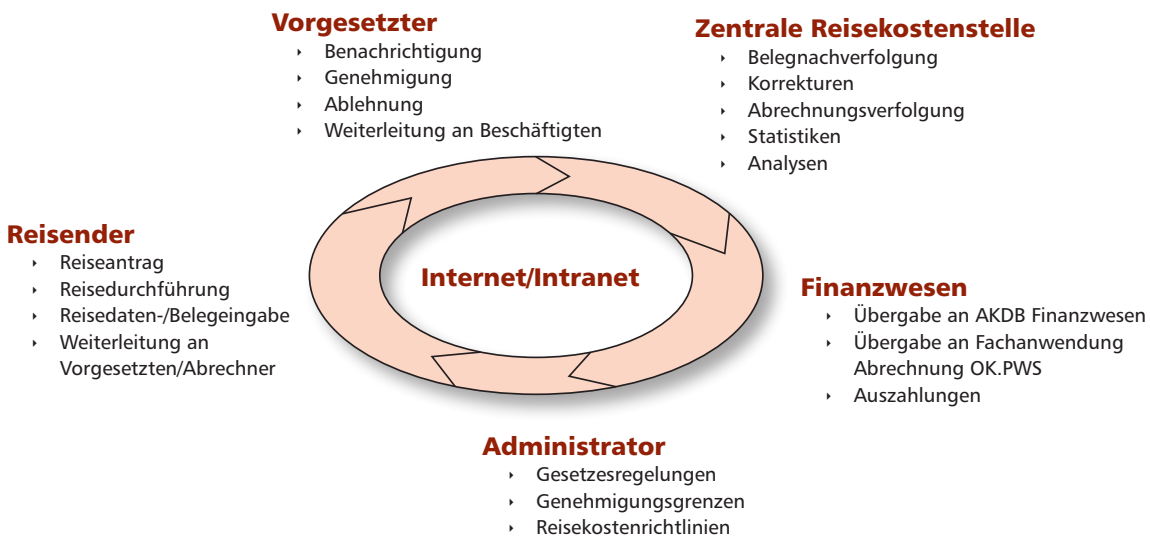 Vorgesetzter
‣ Benachrichtigung
‣ Genehmigung
‣ Ablehnung
‣ Weiterleitung an Beschäftigten
Zentrale Reisekostenstelle
‣ Belegnachverfolgung
‣ Korrekturen
‣ Abrechnungsverfolgung
‣ Statistiken
‣ Analysen
Reisender
‣ Reiseantrag
‣ Reisedurchführung
‣ Reisedaten-/Belegeingabe
‣ Weiterleitung an
Vorgesetzten/Abrechner
Internet/Intranet
Finanzwesen
‣ Übergabe an AKDB Finanzwesen
‣ Übergabe an Fachanwendung
Abrechnung OK.PWS
‣ Auszahlungen
Administrator
‣ Gesetzesregelungen
‣ Genehmigungsgrenzen
‣ Reisekostenrichtlinien